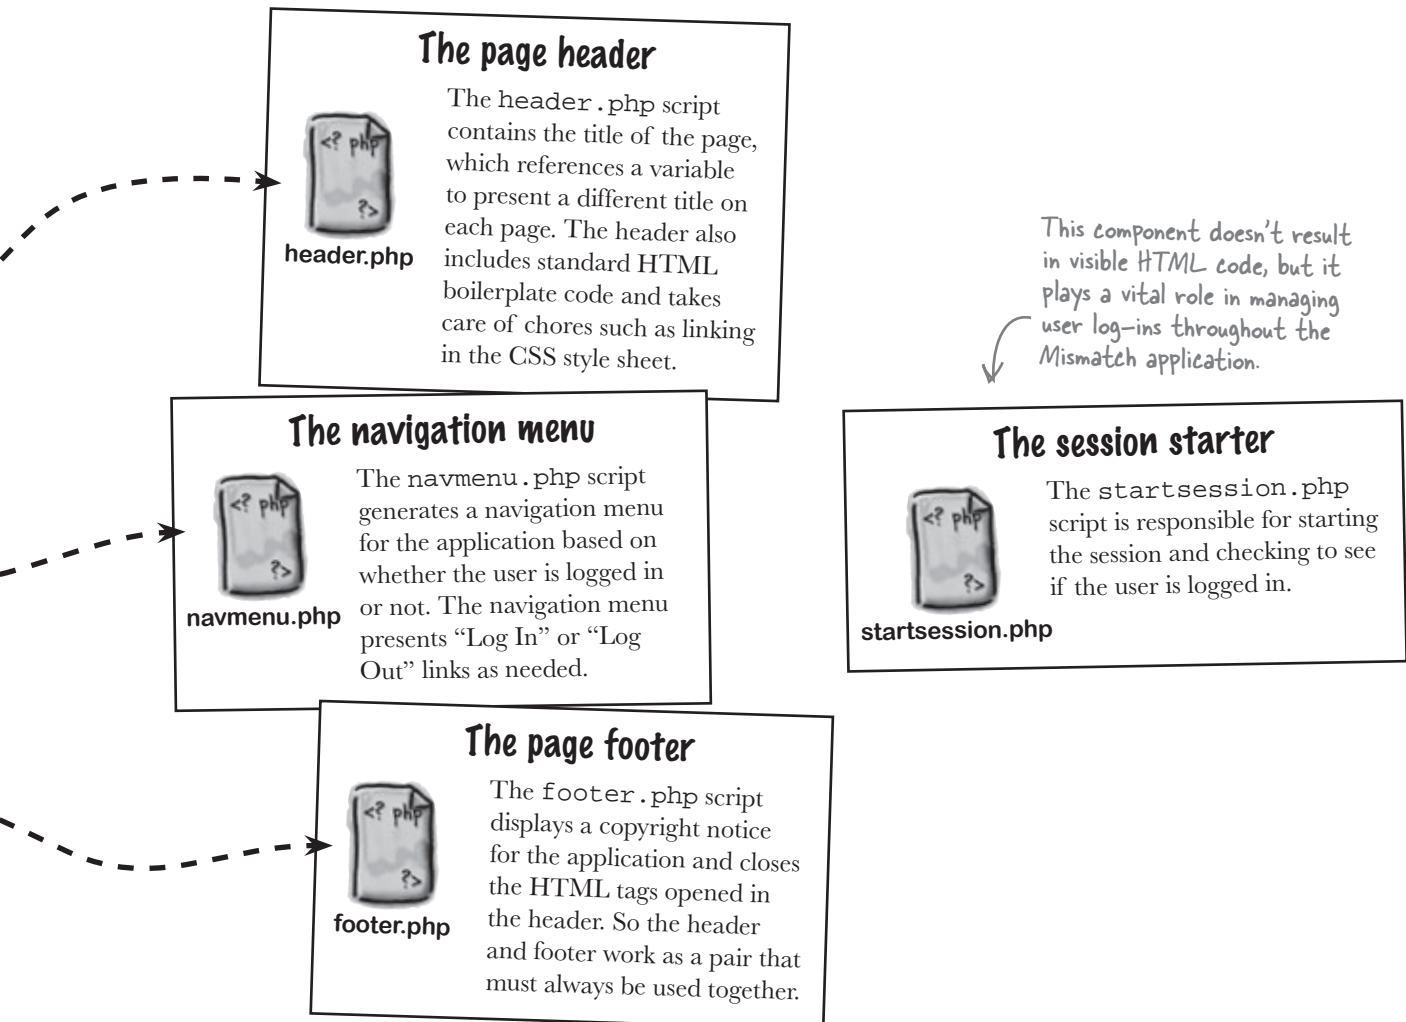 The page header
<? php
?>
header.php
The header.php script
contains the title of the page,
which references a variable
to present a different title on
each page. The header also
includes standard HTML
boilerplate code and takes
care of chores such as linking
in the CSS style sheet.
This component doesn't result
in visible HTML code, but it
plays a vital role in managing
user log-ins throughout the
Mismatch application.
The navigation menu
<? php
?>
navmenu.php
The navmenu.php script
generates a navigation menu
for the application based on
whether the user is logged in
or not. The navigation menu
presents “Log In” or “Log
Out” links as needed.
The session starter
<? php
?>
startsession.php
The startsession.php
script is responsible for starting
the session and checking to see
if the user is logged in.
The page footer
<? php
?>
footer.php
The footer.php script
displays a copyright notice
for the application and closes
the HTML tags opened in
the header. So the header
and footer work as a pair that
must always be used together.